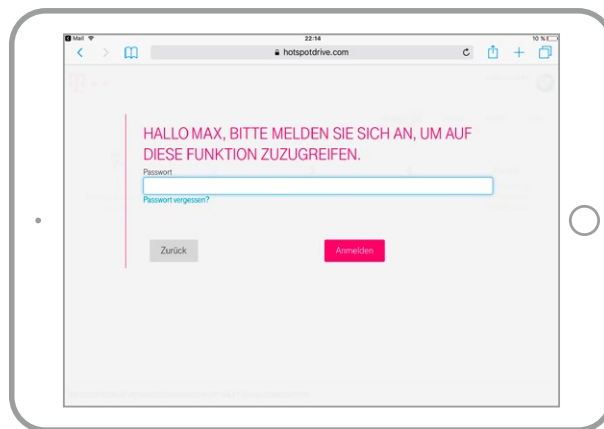 Mail
22:14
10 %
hotspotdrive.com
HALLO MAX, BITTE MELDEN SIE SICH AN, UM AUF
DIESE FUNKTION ZUZUGREIFEN.
Passwort
Passwort vergessen?
Zurück
Anmelden